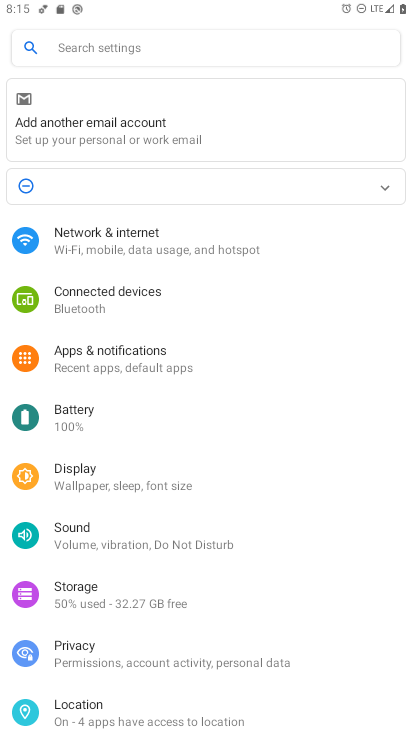 8:15
LTE
Search settings
Add another email account
Set up your personal or work email
Network & internet
Wi-Fi, mobile, data usage, and hotspot
Connected devices
Bluetooth
Apps & notifications
Recent apps, default apps
Battery
100%
Display
Wallpaper, sleep, font size
Sound
Volume, vibration, Do Not Disturb
Storage
50% used - 32.27 GB free
Privacy
Permissions, account activity, personal data
Location
On - 4 apps have access to location